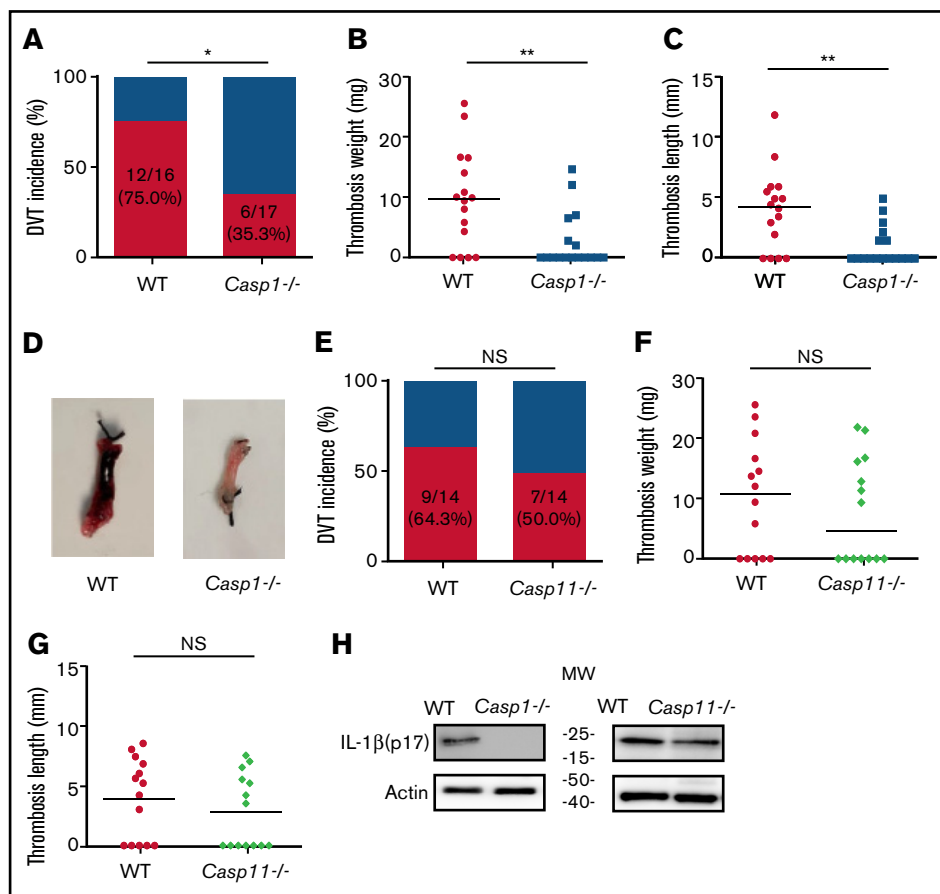 A
*
DVT incidence (%)
100
50
0
12/16
(75.0%)
6/17
(35.3%)
WT
Casp1-/-
B
**
Thrombosis weight (mg)
30
20
10
0
WT
Casp1-/-
C
**
Thrombosis length (mm)
15
10
5
0
WT
Casp1-/-
D
WT
Casp1-/-
E
NS
DVT incidence (%)
100
50
0
9/14
(64.3%)
7/14
(50.0%)
WT
Casp11-/-
F
NS
Thrombosis weight (mg)
30
20
10
0
WT
Casp11-/-
G
NS
Thrombosis length (mm)
15
10
5
0
WT
Casp11-/-
H
MW
WT Casp1-/-
WT Casp11-/-
IL-1β(p17)
-25-
-15-
Actin
-50-
-40-